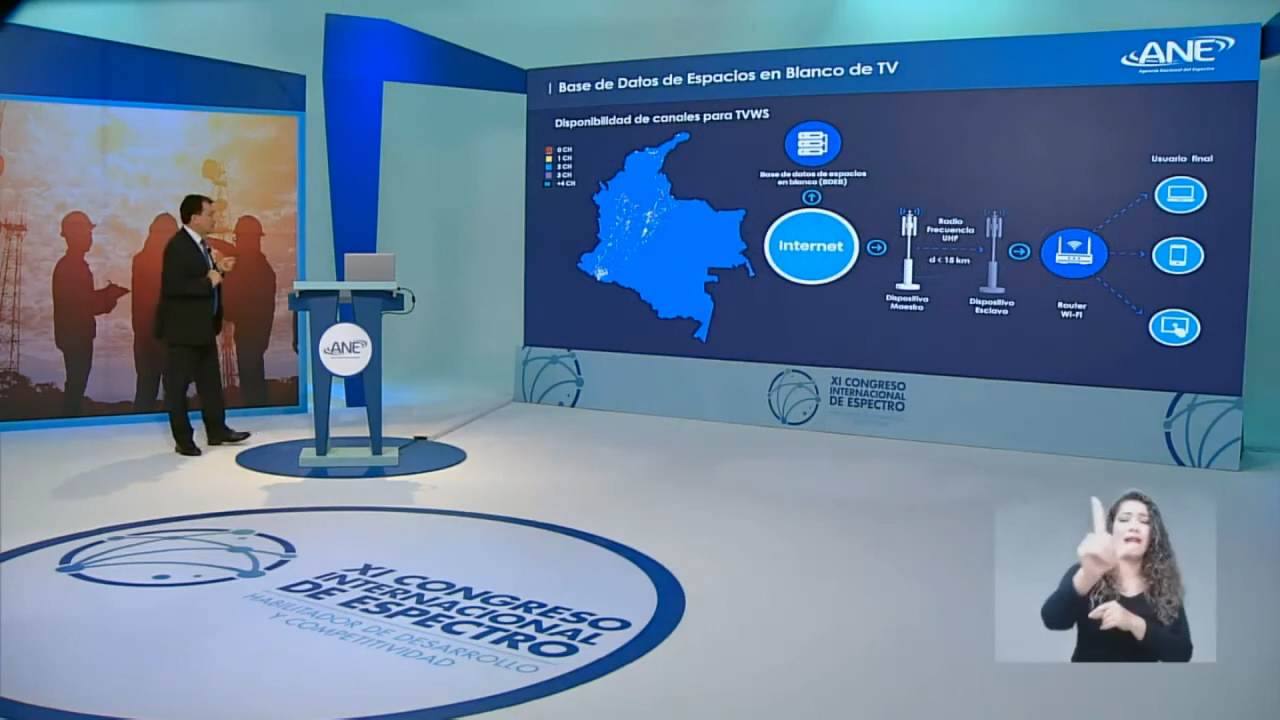 | Base de Datos de Espacios en Blanco de TV
ANE
Agencia Nacional del Espectro
Disponibilidad de canales para TVWS
0 CH
1 CH
2 CH
3 CH
+4 CH
Base de datos de espacios
en blanco (BDEB)
Internet
Radio
Frecuencia
UHF
d < 15 km
Dispositivo
Maestro
Dispositivo
Esclavo
Router
Wi-Fi
Usuario final
ANE
XI CONGRESO
INTERNACIONAL
DE ESPECTRO
XI CONGRESO
INTERNACIONAL
DE ESPECTRO
HABILITADOR DE DESARROLLO
Y COMPETITIVIDAD